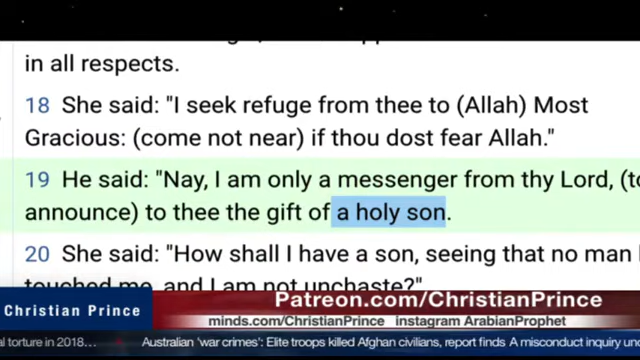 in all respects.
18 She said: "I seek refuge from thee to (Allah) Most
Gracious: (come not near) if thou dost fear Allah."
19 He said: "Nay, I am only a messenger from thy Lord, (to
announce) to thee the gift of a holy son.
20 She said: "How shall I have a son, seeing that no man
touched me, and I am not unchaste?"
Christian Prince
Patreon.com/ChristianPrince
minds.com/ChristianPrince instagram ArabianProphet
torture in 2018... Australian 'war crimes': Elite troops killed Afghan civilians, report finds A misconduct inquiry